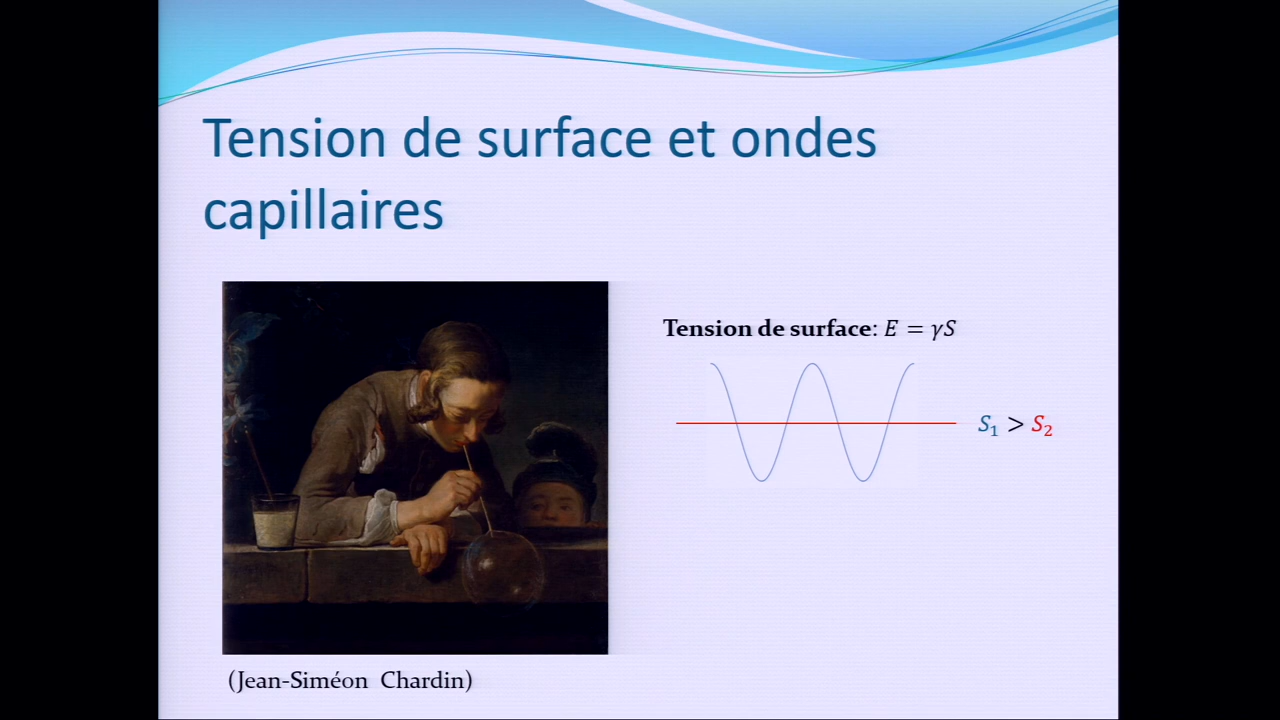 Tension de surface et ondes
capillaires
Tension de surface: E = γS
S₁ > S₂
(Jean-Siméon Chardin)